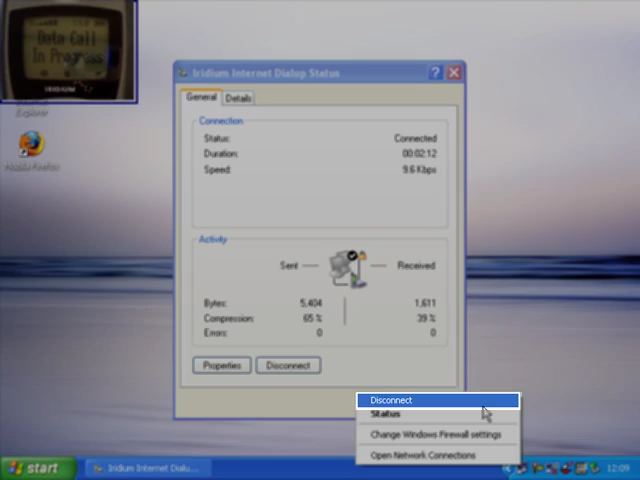 Data Call
In Progress
IRIDIUM
Explorer
Mozilla Firefox
Iridium Internet Dialup Status
General
Details
Connection
Status: Connected
Duration: 00:02:12
Speed: 9.6 Kbps
Activity
Sent
Received
Bytes: 5,404 1,611
Compression: 65 % 39 %
Errors: 0 0
Properties
Disconnect
Disconnect
Status
Change Windows Firewall settings
Open Network Connections
start
Iridium Internet Dialu...
12:09